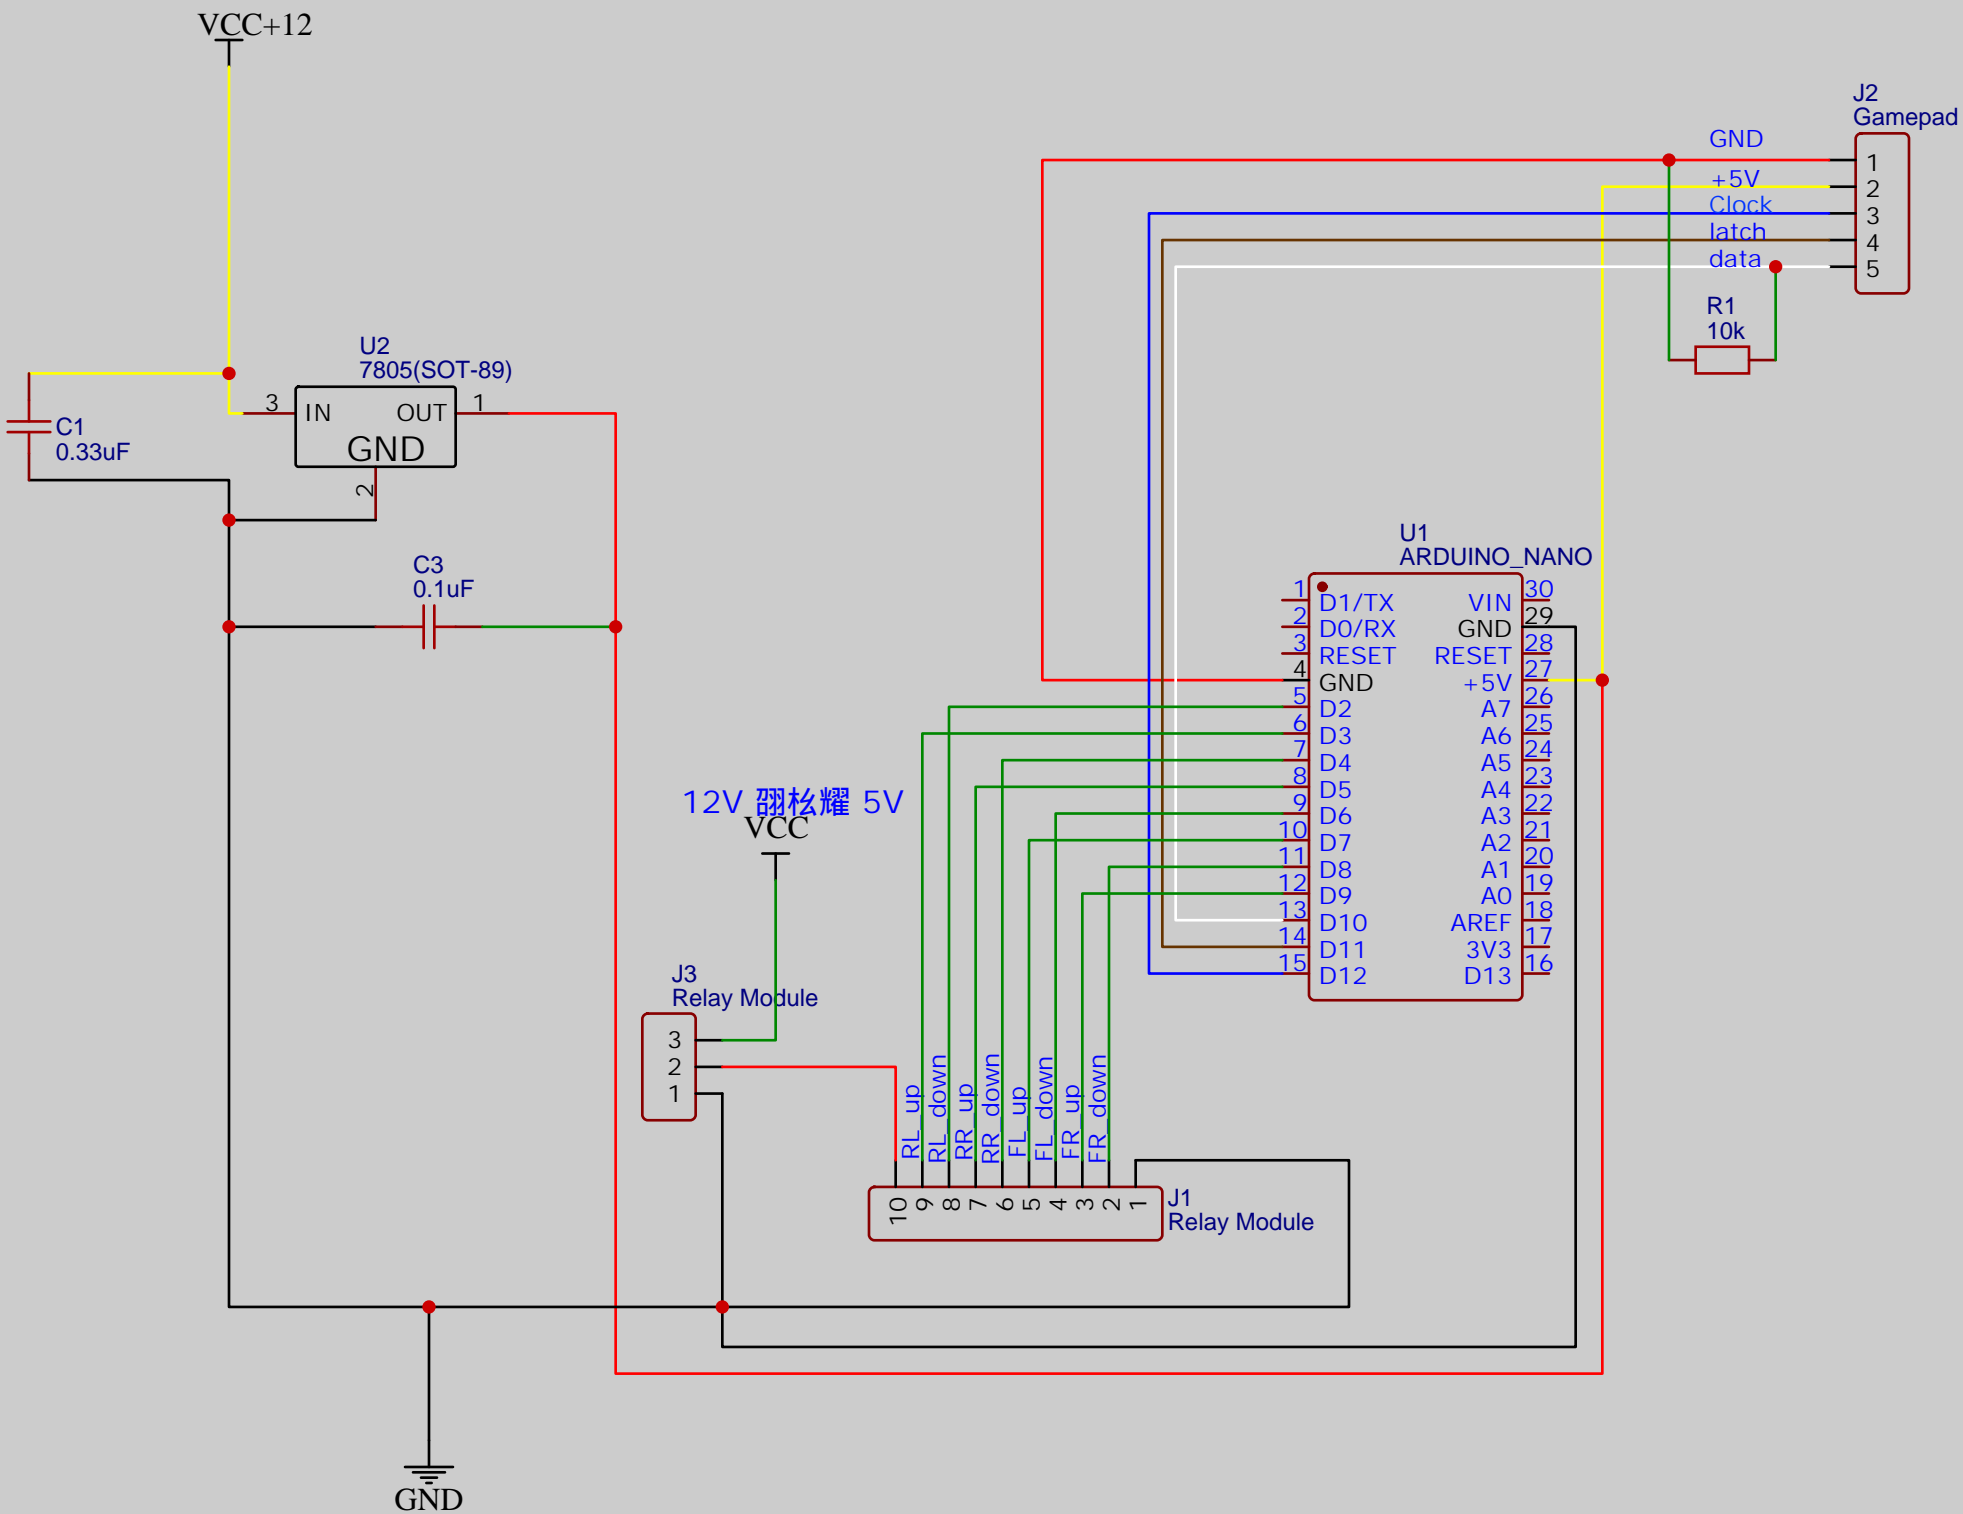 VCC+12
J2
Gamepad
GND
1
+5V
2
Clock
3
latch
4
data
5
R1
10k
U2
7805(SOT-89)
3
IN
OUT
1
GND
2
C1
0.33uF
C3
0.1uF
U1
ARDUINO_NANO
1
D1/TX
VIN
30
2
D0/RX
GND
29
3
RESET
RESET
28
4
GND
+5V
27
5
D2
A7
26
6
D3
A6
25
7
D4
A5
24
8
D5
A4
23
9
D6
A3
22
10
D7
A2
21
11
D8
A1
20
12
D9
A0
19
13
D10
AREF
18
14
D11
3V3
17
15
D12
D13
16
12V 5V
VCC
J3
Relay Module
3
2
1
RL_up
RL_down
RR_up
RR_down
FL_up
FL_down
FR_up
FR_down
10 9 8 7 6 5 4 3 2 1
J1
Relay Module
GND